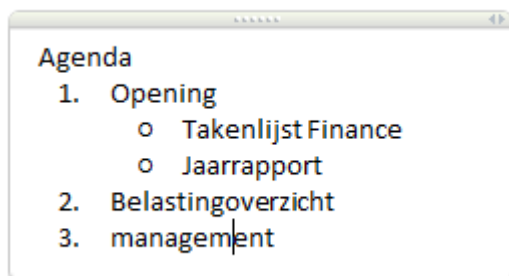 Agenda
1. Opening
o Takenlijst Finance
o Jaarrapport
2. Belastingoverzicht
3. management